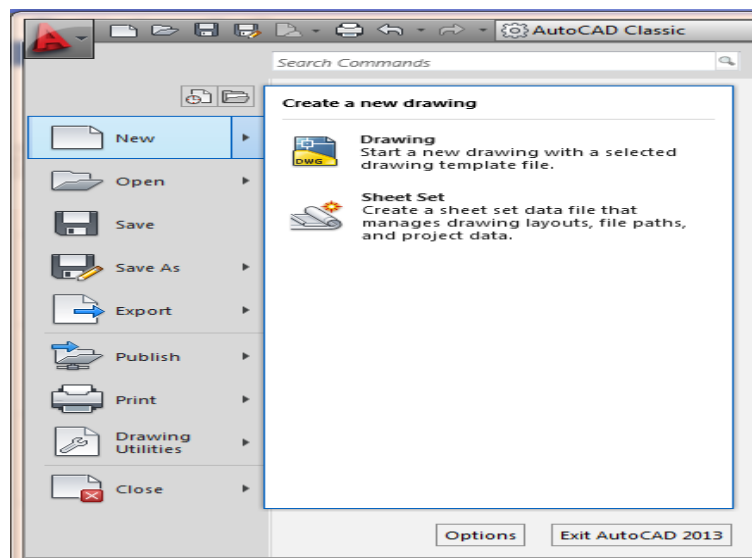 AutoCAD Classic
Search Commands
Create a new drawing
New
Drawing
Start a new drawing with a selected
drawing template file.
DWG
Open
Sheet Set
Create a sheet set data file that
manages drawing layouts, file paths,
and project data.
Save
Save As
Export
Publish
Print
Drawing
Utilities
Close
Options
Exit AutoCAD 2013